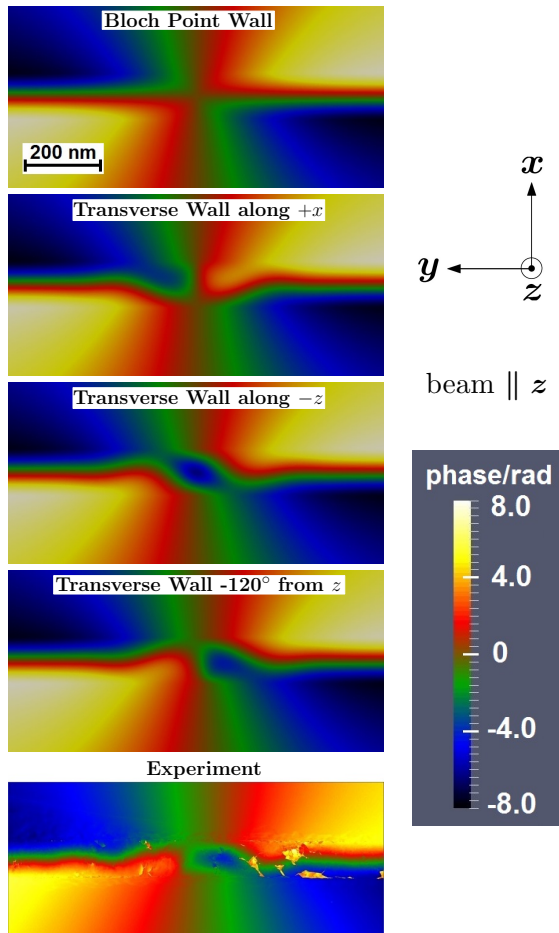 Bloch Point Wall
200 nm
Transverse Wall along +x
Transverse Wall along −z
Transverse Wall -120° from z
Experiment
x
y
z
beam ∥ z
phase/rad
8.0
4.0
0
-4.0
-8.0